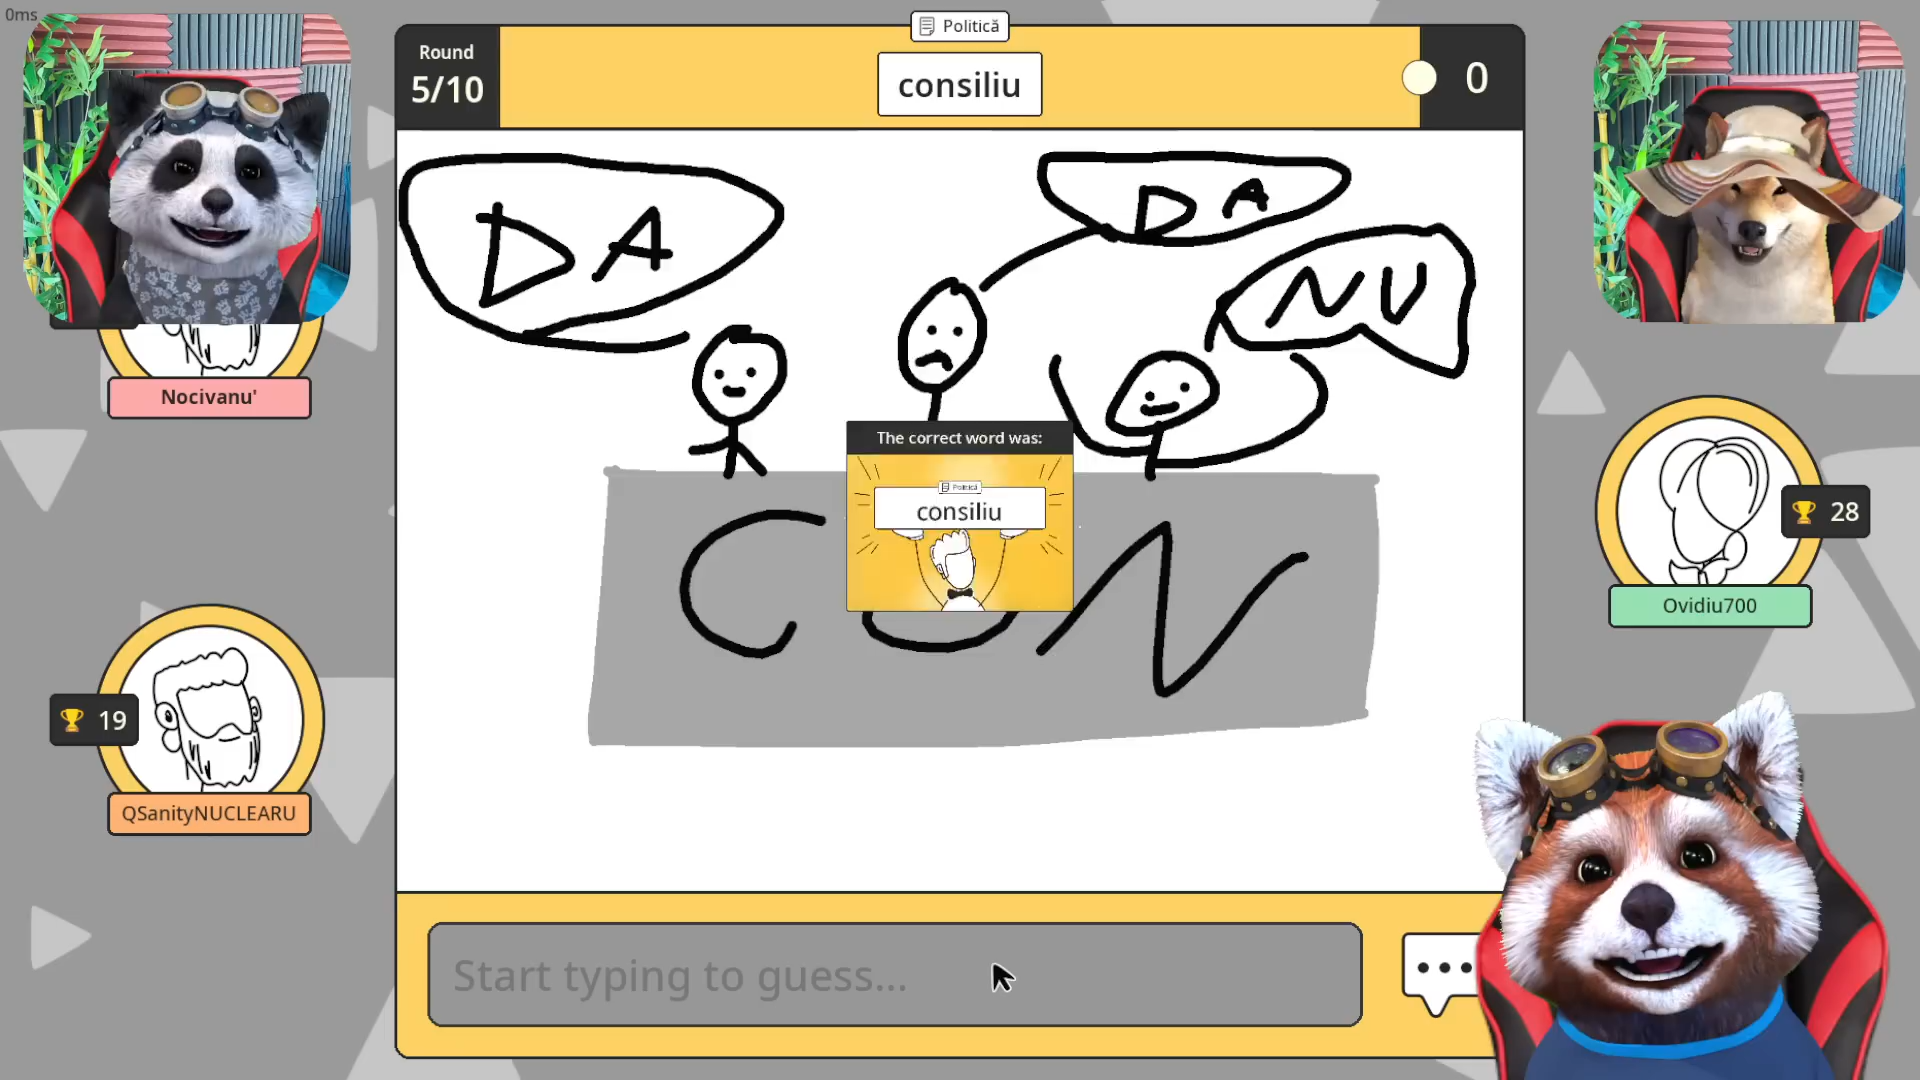 0ms
Politică
Round
5/10
consiliu
0
DA
DA
NU
Nocivanu'
The correct word was:
Politică
consiliu
28
Ovidiu700
19
QSanityNUCLEARU
Start typing to guess...